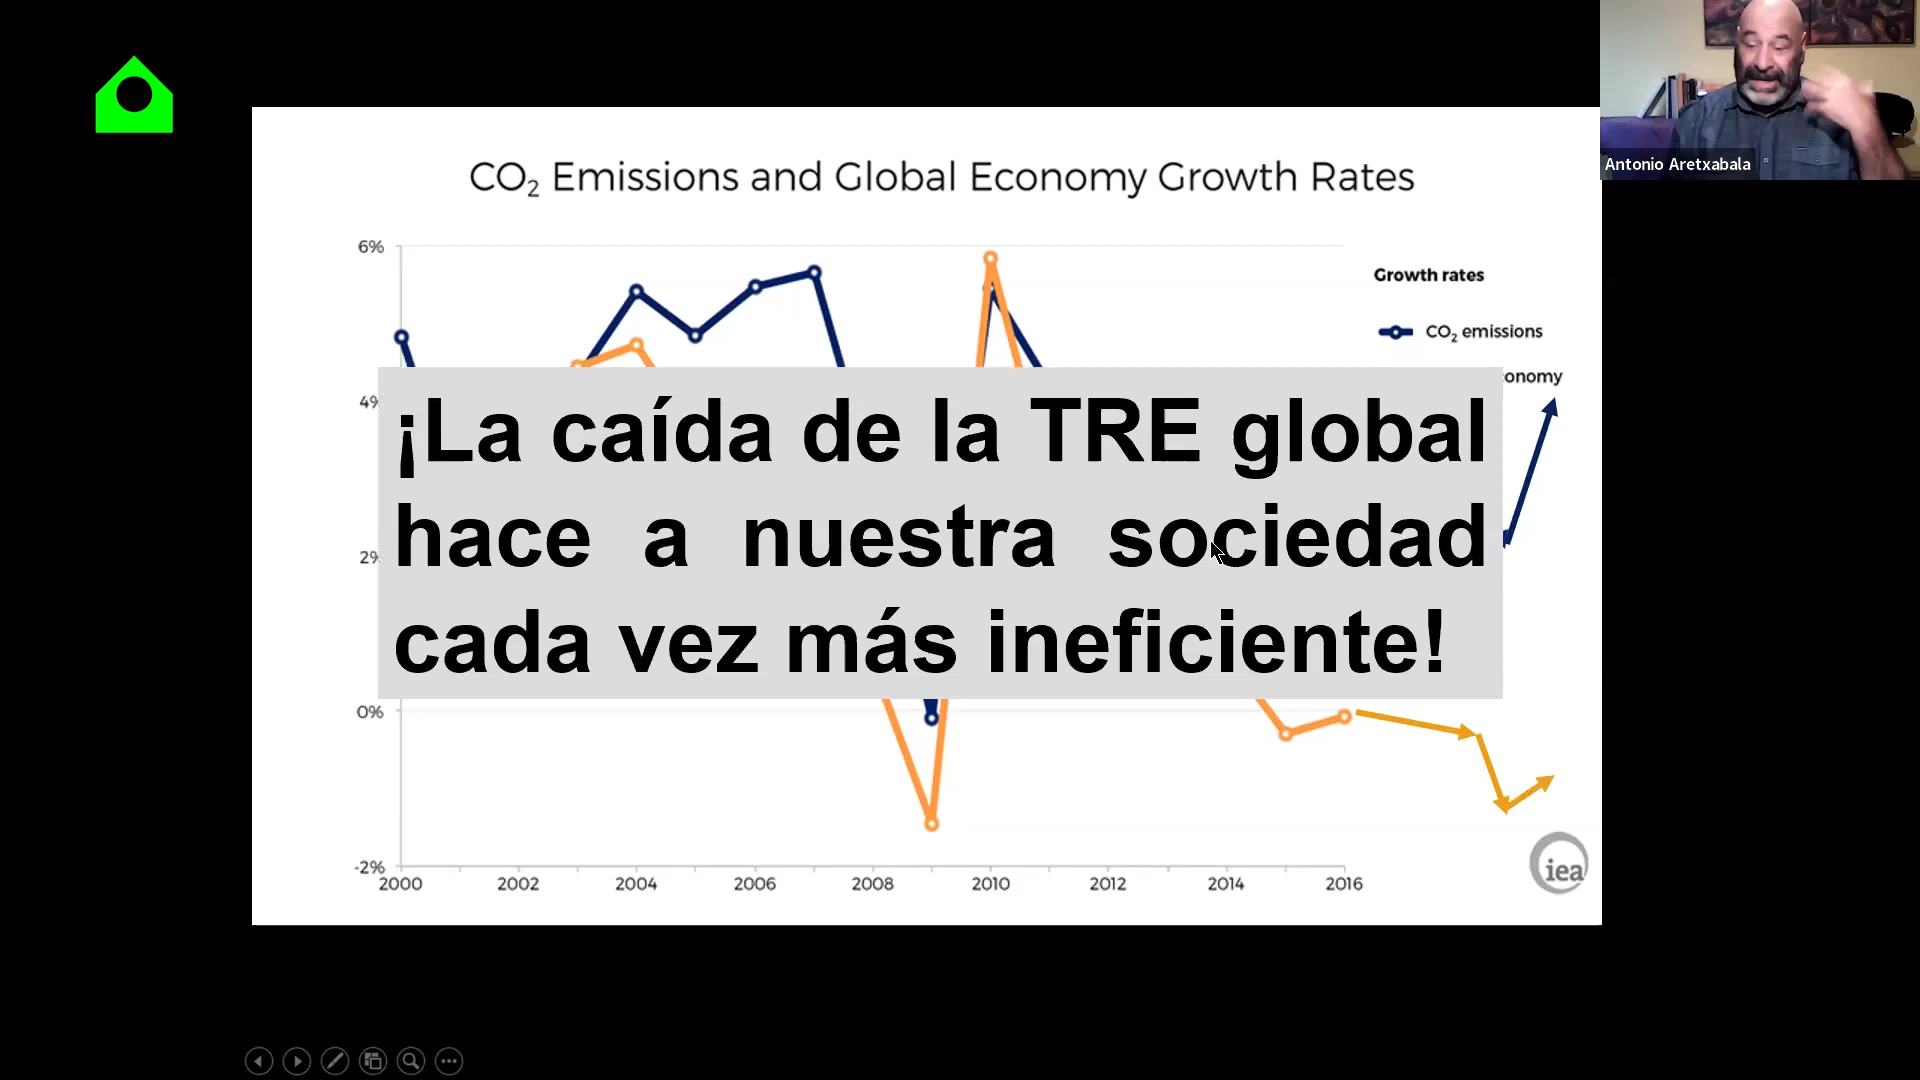 CO₂ Emissions and Global Economy Growth Rates
Antonio Aretxabala
6%
Growth rates
CO₂ emissions
conomy
4%
¡La caída de la TRE global
hace a nuestra sociedad
cada vez más ineficiente!
2%
0%
-2%
2000 2002 2004 2006 2008 2010 2012 2014 2016
iea